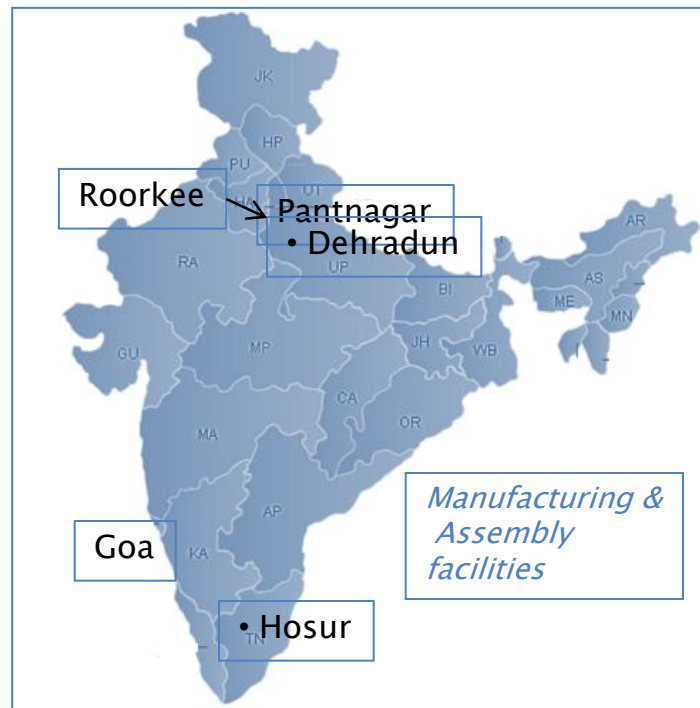 JK
HP
PU
UT
HA
Roorkee
Pantnagar
• Dehradun
AR
RA
UP
BI
AS
ME
MN
GU
MP
JH
WB
CA
OR
MA
Manufacturing &
Assembly
facilities
AP
Goa
KA
• Hosur
TN